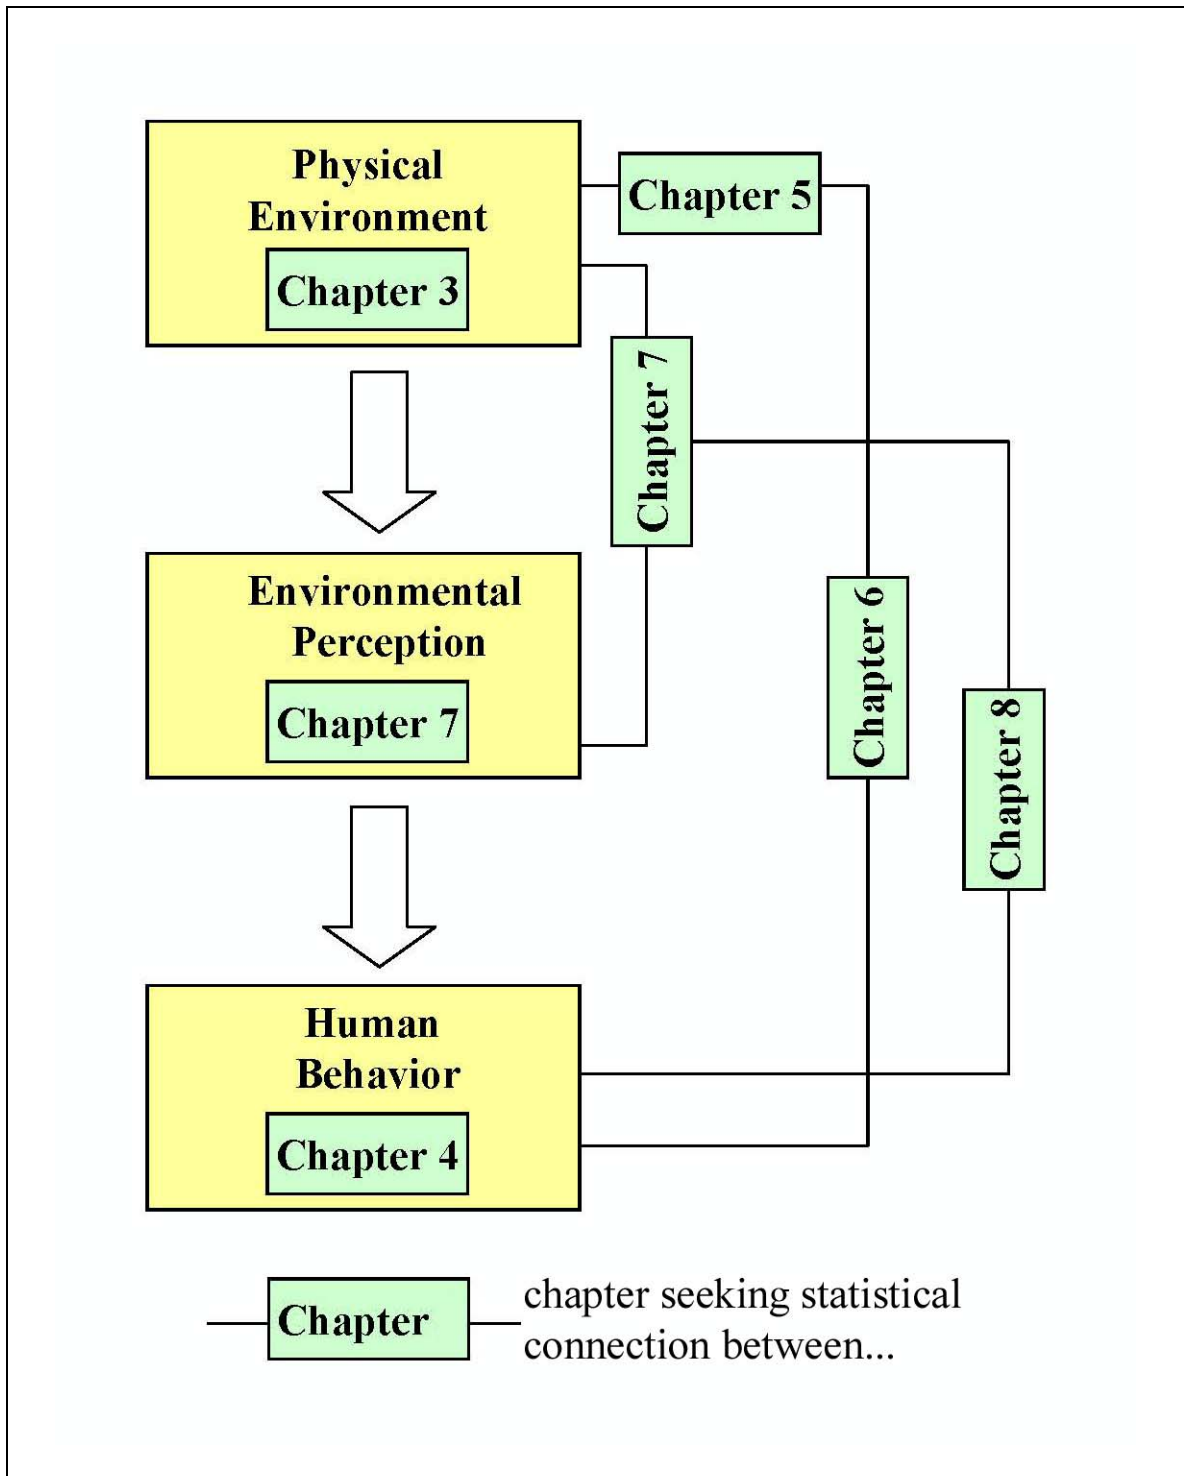 Physical
Environment
Chapter 3
Chapter 5
Chapter 7
Environmental
Perception
Chapter 7
Chapter 6
Chapter 8
Human
Behavior
Chapter 4
Chapter
chapter seeking statistical
connection between...